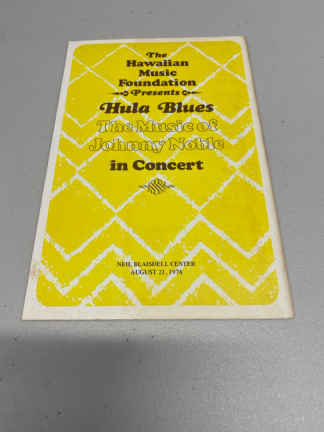 The
Hawaiian
Music
Foundation
Presents
Hula Blues
The Music of
Johnny Noble
in Concert
NEIL BLAISDELL CENTER
AUGUST 21, 1976